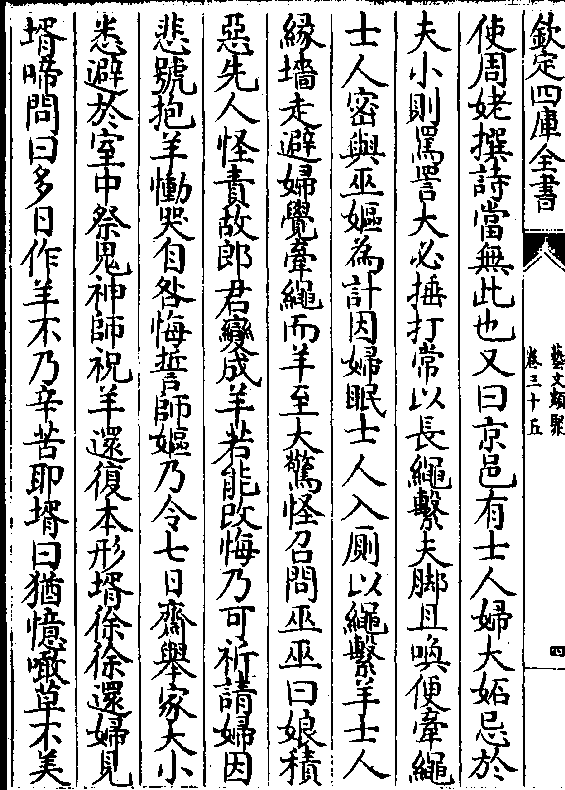 欽定四庫全書
藝文類聚
卷三十五
四
使周姥撰詩當無此也又曰京邑有士人婦大妬忌於
夫小則罵詈大必捶打常以長繩繫夫脚且喚便牽繩
士人密與巫嫗為計因婦眠士人入厠以繩繫羊士人
縁墻走避婦覺牽繩而羊至大驚怪召問巫巫曰娘積
惡先人怪責故郎君變成羊若能改悔乃可祈請婦因
悲號抱羊慟哭自咎悔誓師嫗乃令七日齋舉家大小
悉避於室中祭鬼神師祝羊還復本形壻徐徐還婦見
壻啼問曰多日作羊不乃辛苦耶壻曰猶憶噉草不美